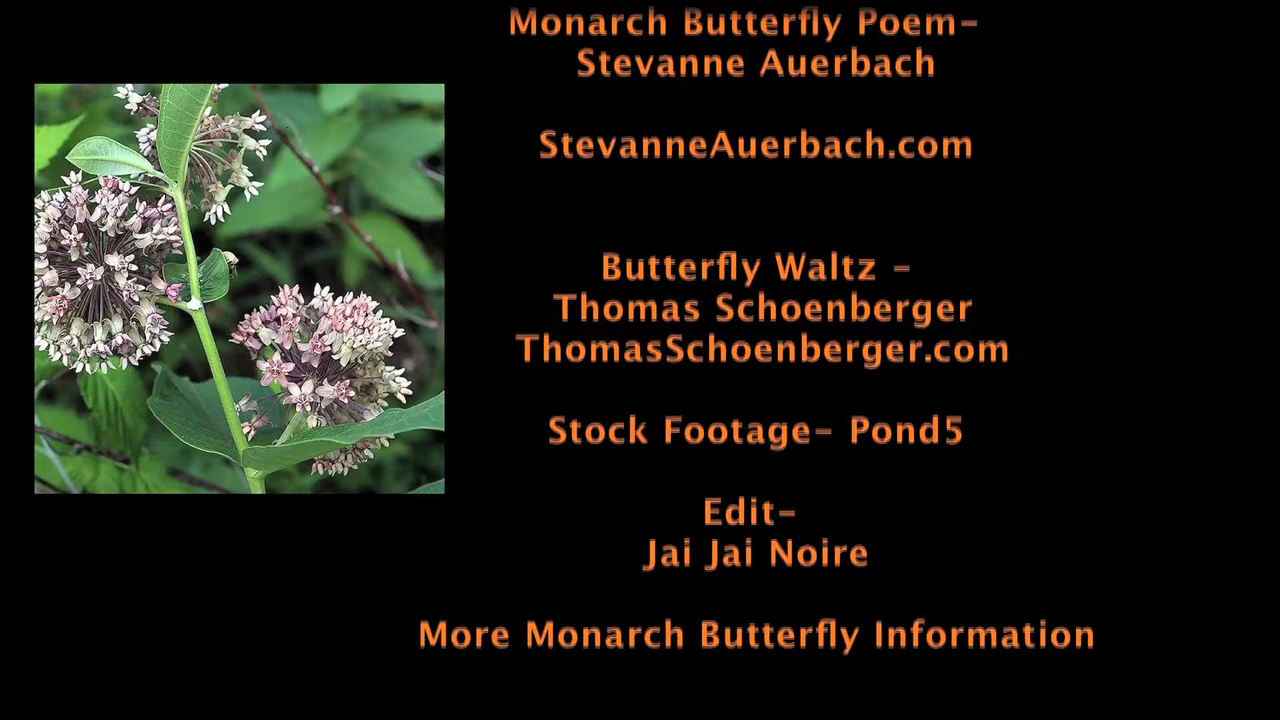 Monarch Butterfly Poem-
Stevanne Auerbach
StevanneAuerbach.com
Butterfly Waltz -
Thomas Schoenberger
ThomasSchoenberger.com
Stock Footage- Pond5
Edit-
Jai Jai Noire
More Monarch Butterfly Information